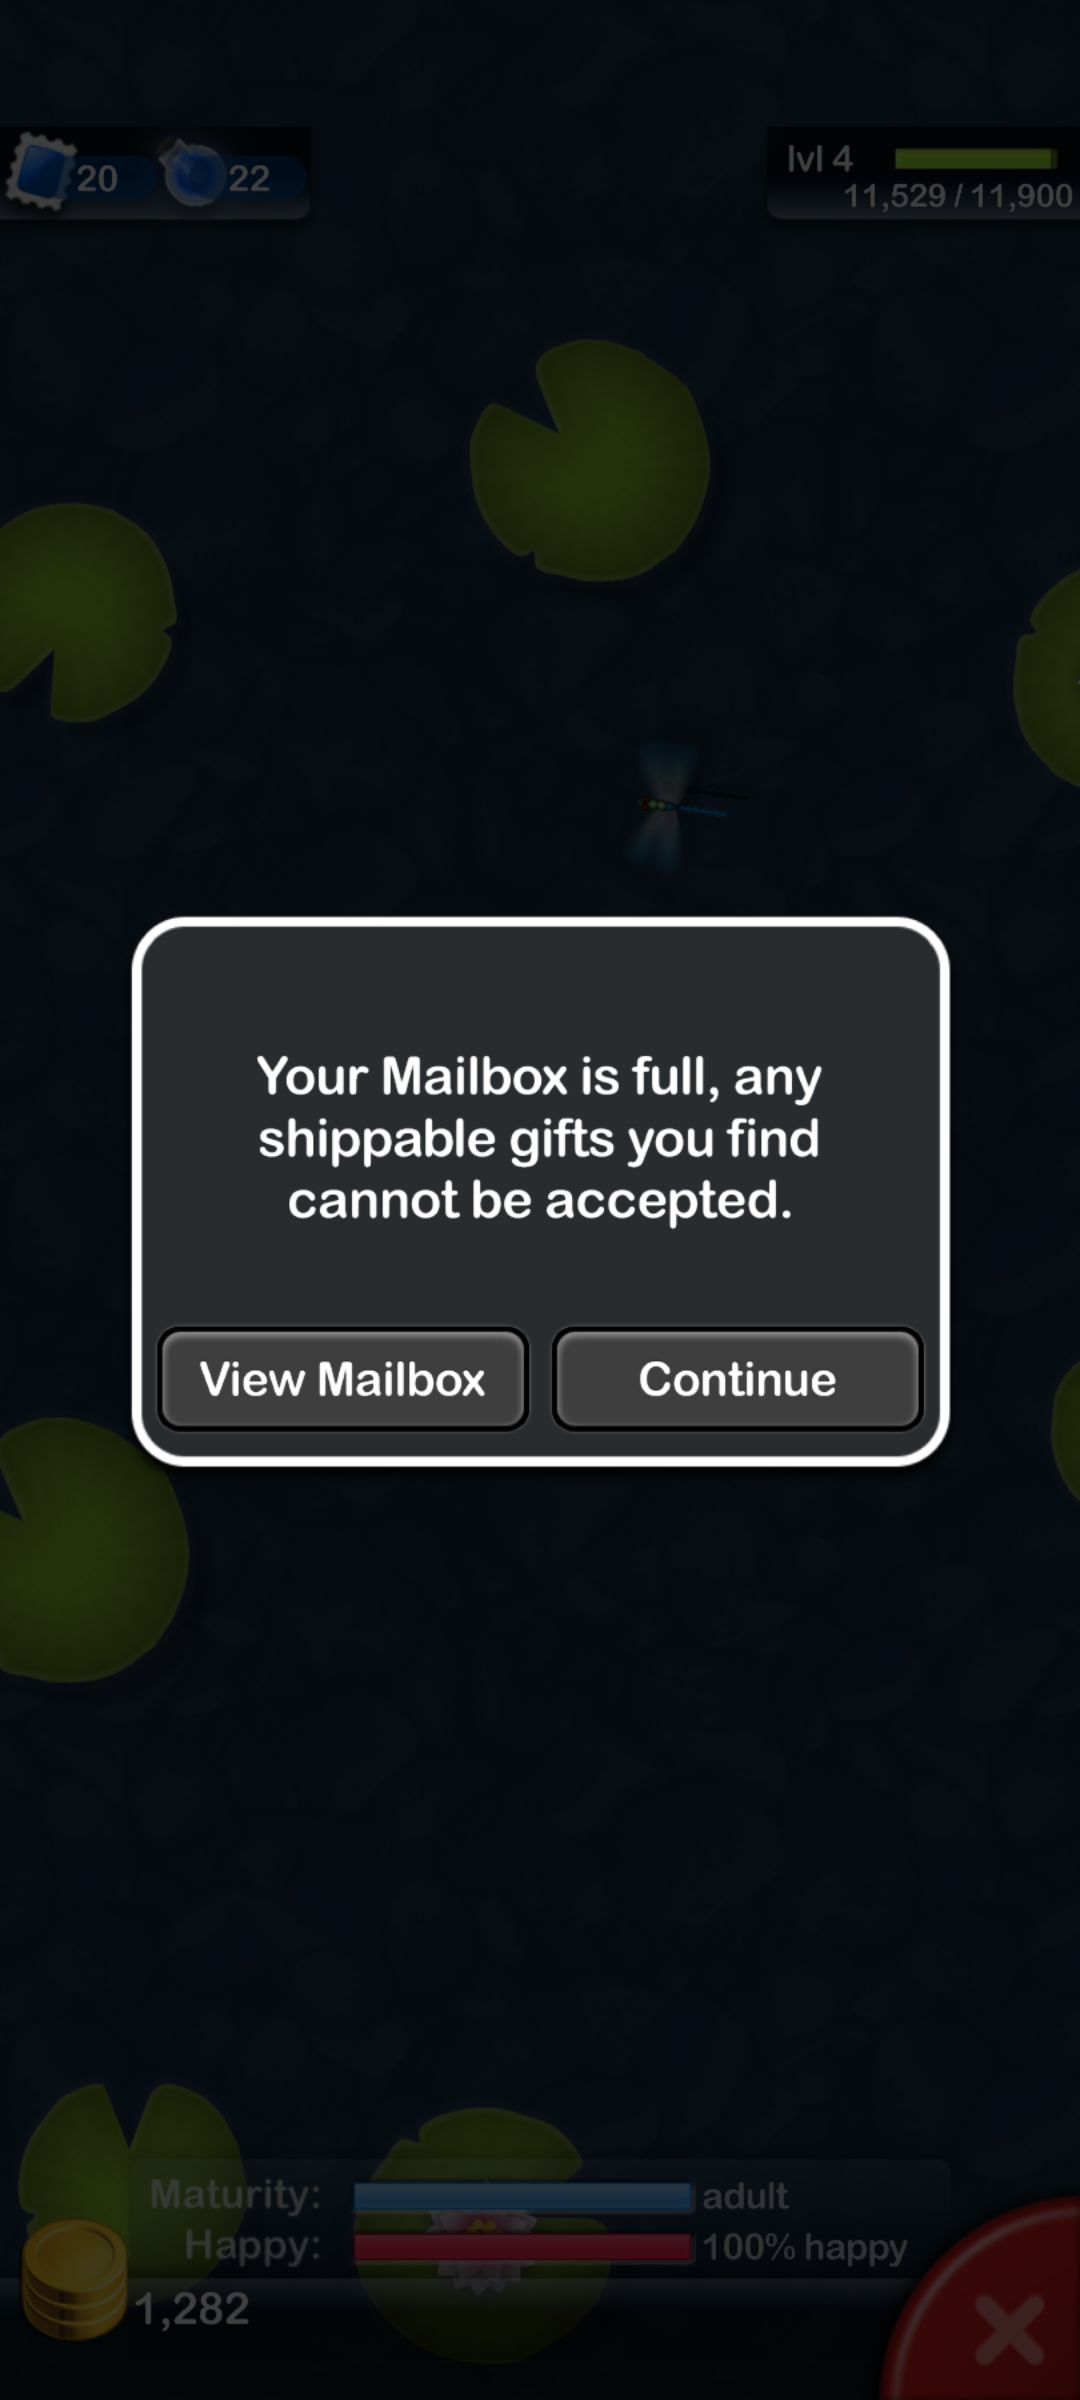 20
22
lvl 4
11,529 / 11,900
Your Mailbox is full, any
shippable gifts you find
cannot be accepted.
View Mailbox
Continue
Maturity:
adult
Happy:
100% happy
1,282